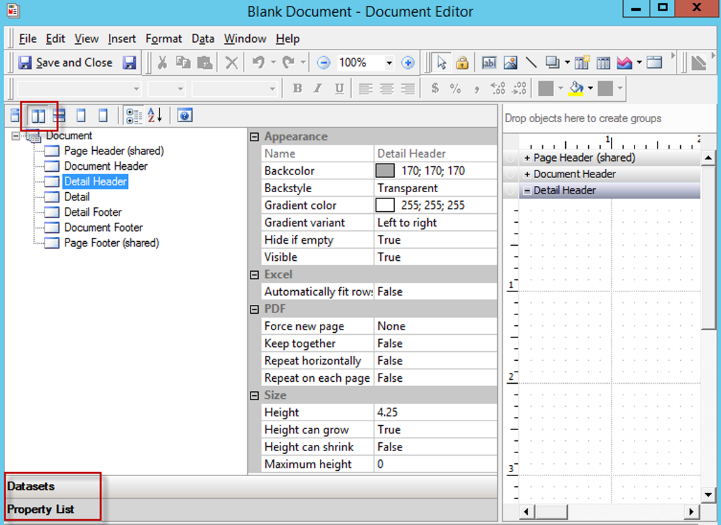 Blank Document - Document Editor
File Edit View Insert Format Data Window Help
Save and Close 100%
B I U $ % ,
Drop objects here to create groups
Document
Page Header (shared)
Document Header
Detail Header
Detail
Detail Footer
Document Footer
Page Footer (shared)
Appearance
Name Detail Header
Backcolor 170; 170; 170
Backstyle Transparent
Gradient color 255; 255; 255
Gradient variant Left to right
Hide if empty True
Visible True
Excel
Automatically fit rows False
PDF
Force new page None
Keep together False
Repeat horizontally False
Repeat on each page False
Size
Height 4.25
Height can grow True
Height can shrink False
Maximum height 0
1
+ Page Header (shared)
+ Document Header
− Detail Header
1
2
3
Datasets
Property List